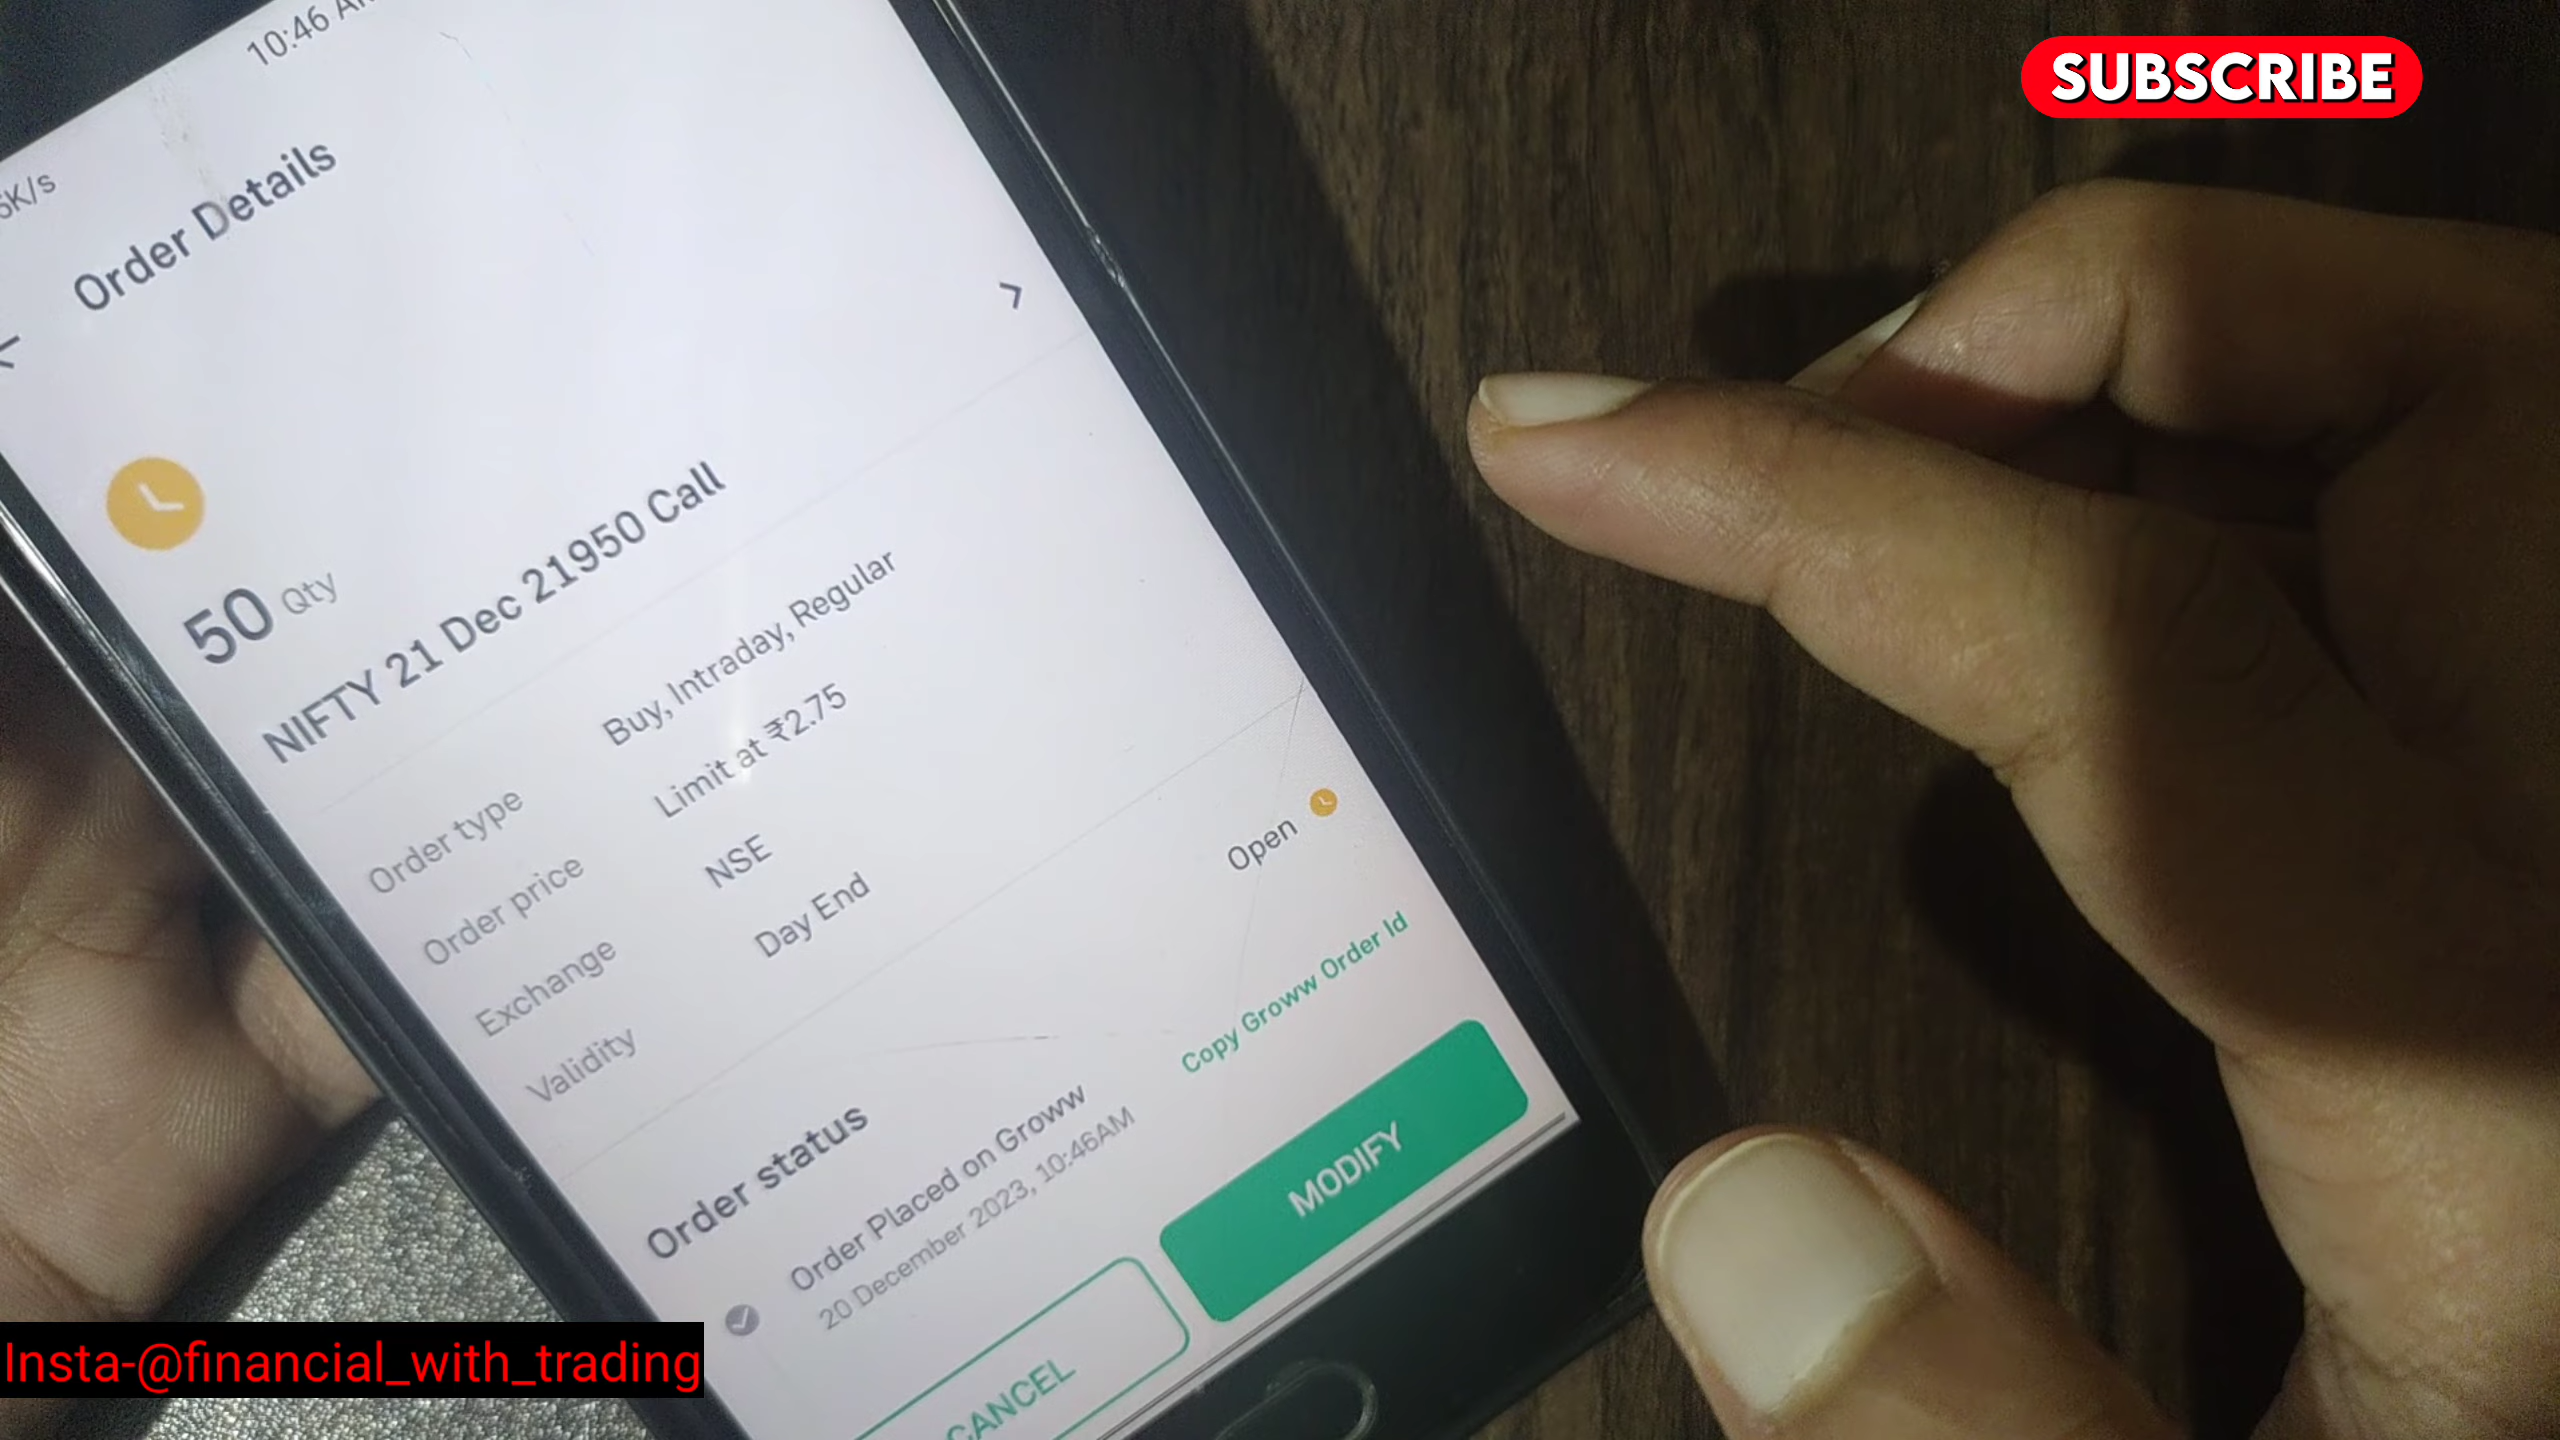 SUBSCRIBE
10:46
Order Details
50 Qty
NIFTY 21 Dec 21950 Call
Order type Buy, Intraday, Regular
Order price Limit at ₹2.75
Exchange NSE
Validity Day End
Order status Open
Order Placed on Groww Copy Groww Order Id
20 December 2023, 10:46AM
CANCEL MODIFY
Insta-@financial_with_trading